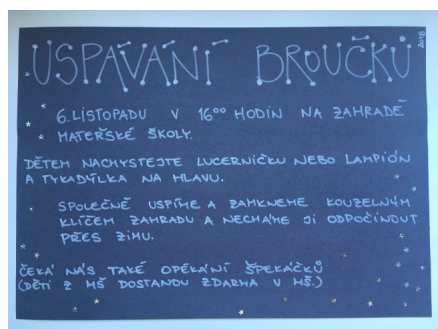 USPÁVÁNÍ BROUČKŮ
2018
6. LISTOPADU V 16⁰⁰ HODIN NA ZAHRADĚ
MATEŘSKÉ ŠKOLY.
DĚTEM NACHYSTEJTE LUCERNIČKU NEBO LAMPIÓN
A TYKADÝLKA NA HLAVU.
SPOLEČNĚ USPÍME A ZAMKNEME KOUZELNÝM
KLÍČEM ZAHRADU A NECHÁME JI ODPOČINOUT
PŘES ZIMU.
ČEKÁ NÁS TAKÉ OPÉKÁNÍ ŠPEKÁČKŮ
(DĚTI Z MŠ DOSTANOU ZDARMA V MŠ.)